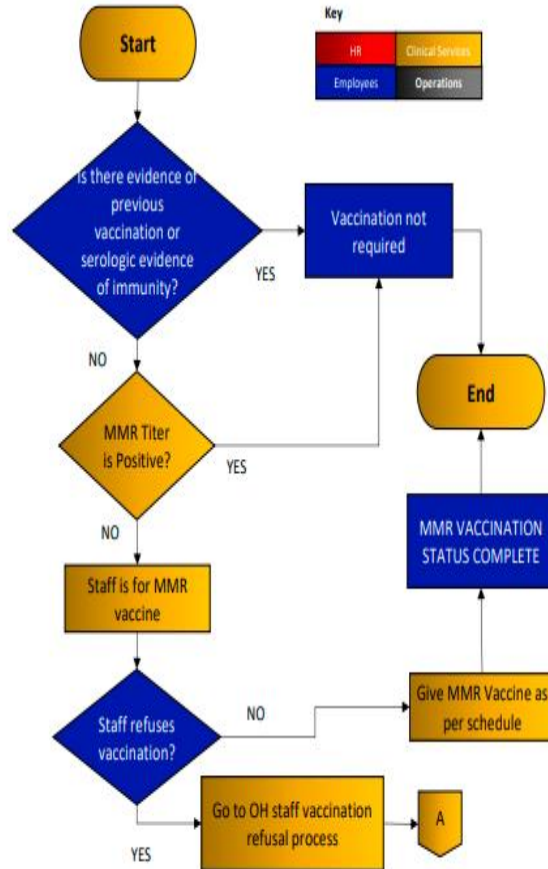 Key
HR
Clinical Services
Employees
Operations
Start
Is there evidence of
previous
vaccination or
serologic evidence
of immunity?
YES
Vaccination not
required
NO
End
MMR Titer
is Positive?
YES
NO
MMR VACCINATION
STATUS COMPLETE
Staff is for MMR
vaccine
Staff refuses
vaccination?
NO
Give MMR Vaccine as
per schedule
YES
Go to OH staff vaccination
refusal process
A